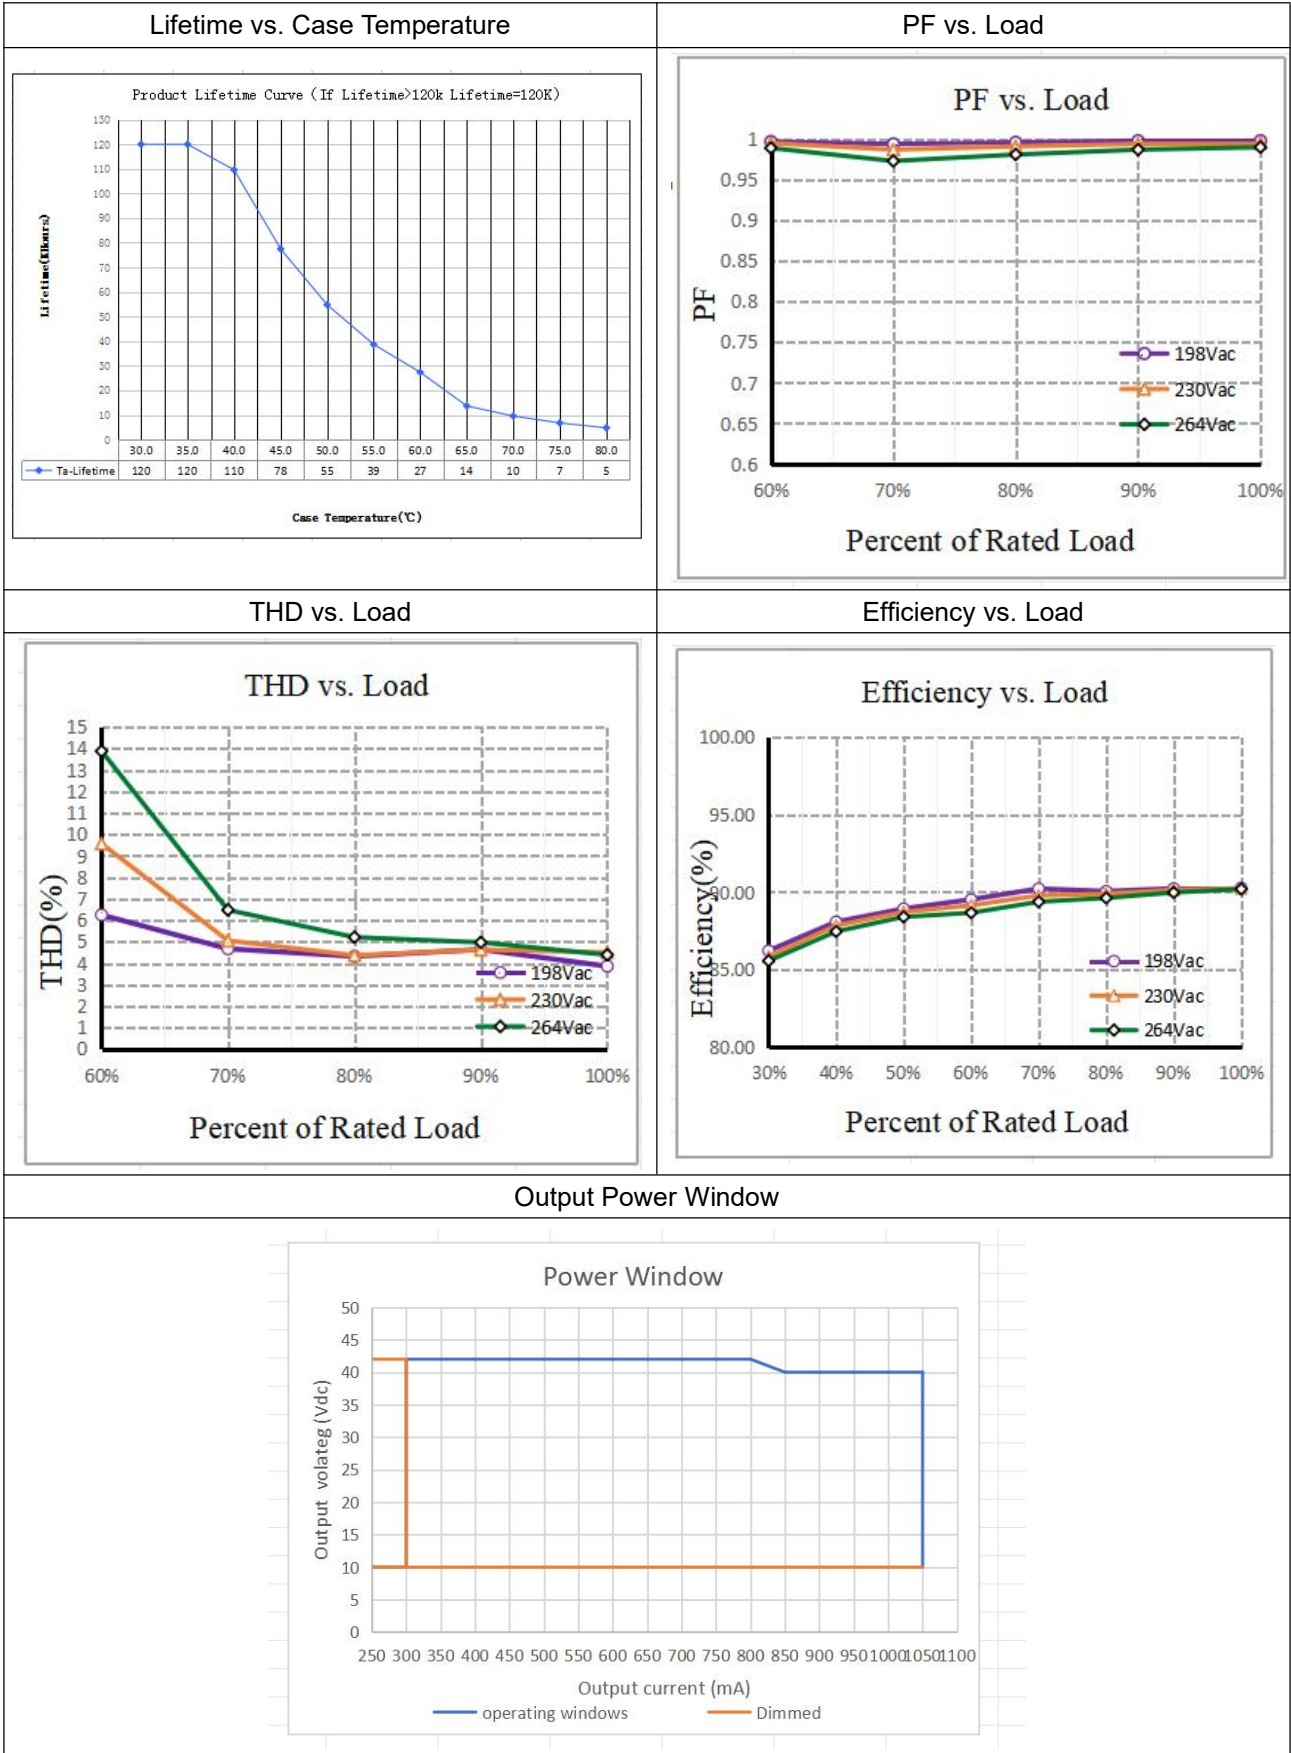 Lifetime vs. Case Temperature
PF vs. Load
Product Lifetime Curve (If Lifetime>120k Lifetime=120K)
130
120
110
100
90
80
70
60
50
40
30
20
10
0
Lifetime(KHours)
30.0 35.0 40.0 45.0 50.0 55.0 60.0 65.0 70.0 75.0 80.0
Ta-Lifetime 120 120 110 78 55 39 27 14 10 7 5
Case Temperature(℃)
PF vs. Load
1
0.95
0.9
0.85
0.8
0.75
0.7
0.65
0.6
PF
198Vac
230Vac
264Vac
60% 70% 80% 90% 100%
Percent of Rated Load
THD vs. Load
Efficiency vs. Load
THD vs. Load
15
14
13
12
11
10
9
8
7
6
5
4
3
2
1
0
THD(%)
198Vac
230Vac
264Vac
60% 70% 80% 90% 100%
Percent of Rated Load
Efficiency vs. Load
100.00
95.00
90.00
85.00
80.00
Efficiency(%)
198Vac
230Vac
264Vac
30% 40% 50% 60% 70% 80% 90% 100%
Percent of Rated Load
Output Power Window
Power Window
50
45
40
35
30
25
20
15
10
5
0
Output volateg (Vdc)
250 300 350 400 450 500 550 600 650 700 750 800 850 900 950 1000 1050 1100
Output current (mA)
operating windows Dimmed